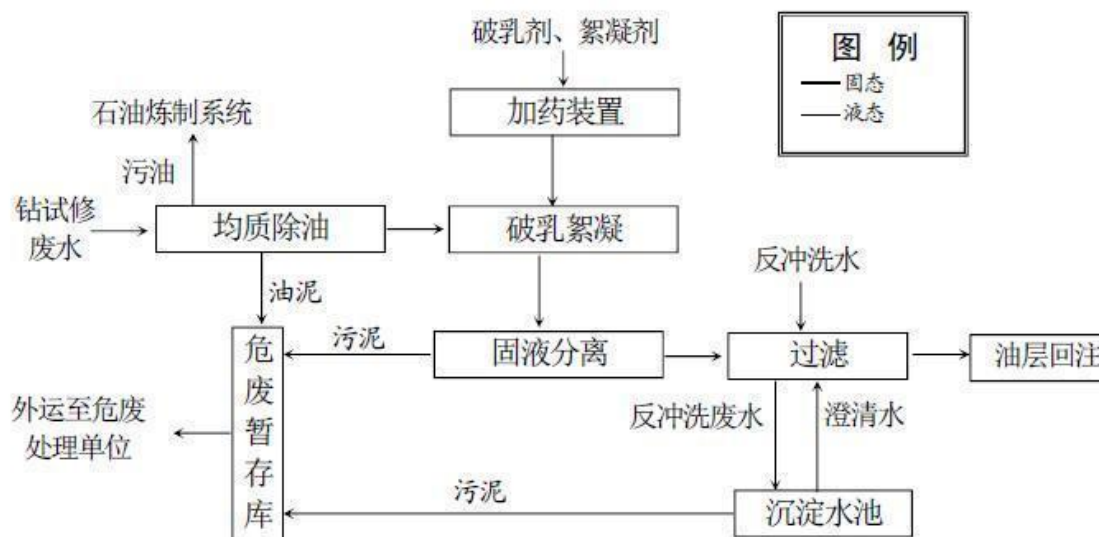 破乳剂、絮凝剂
图 例
固态
液态
石油炼制系统
加药装置
污油
钻试修
废水
均质除油
破乳絮凝
反冲洗水
油泥
污泥
固液分离
过滤
油层回注
危
废
暂
存
库
外运至危废
处理单位
反冲洗废水
澄清水
污泥
沉淀水池